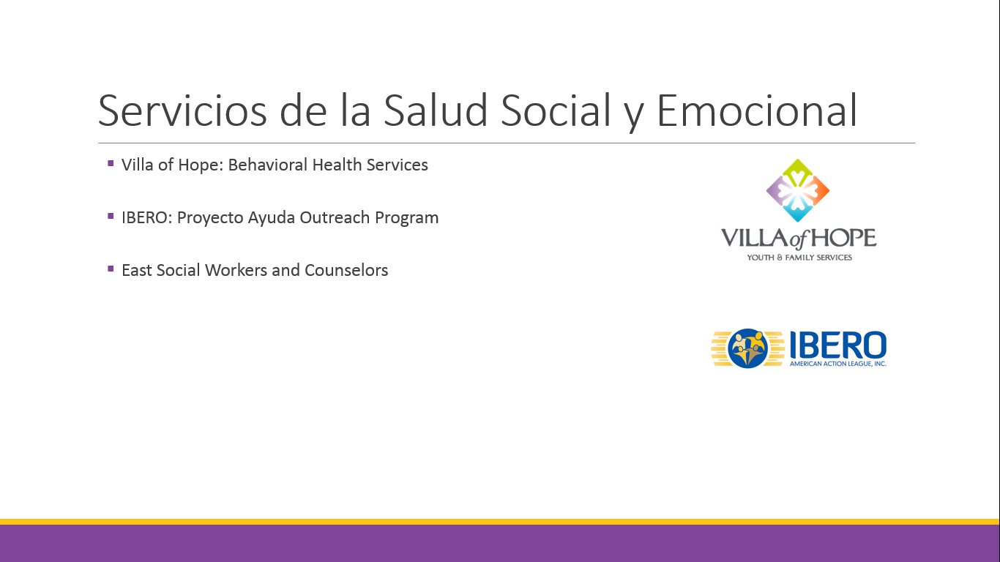 Servicios de la Salud Social y Emocional
▪ Villa of Hope: Behavioral Health Services
▪ IBERO: Proyecto Ayuda Outreach Program
▪ East Social Workers and Counselors
VILLA of HOPE
YOUTH & FAMILY SERVICES
IBERO
AMERICAN ACTION LEAGUE, INC.